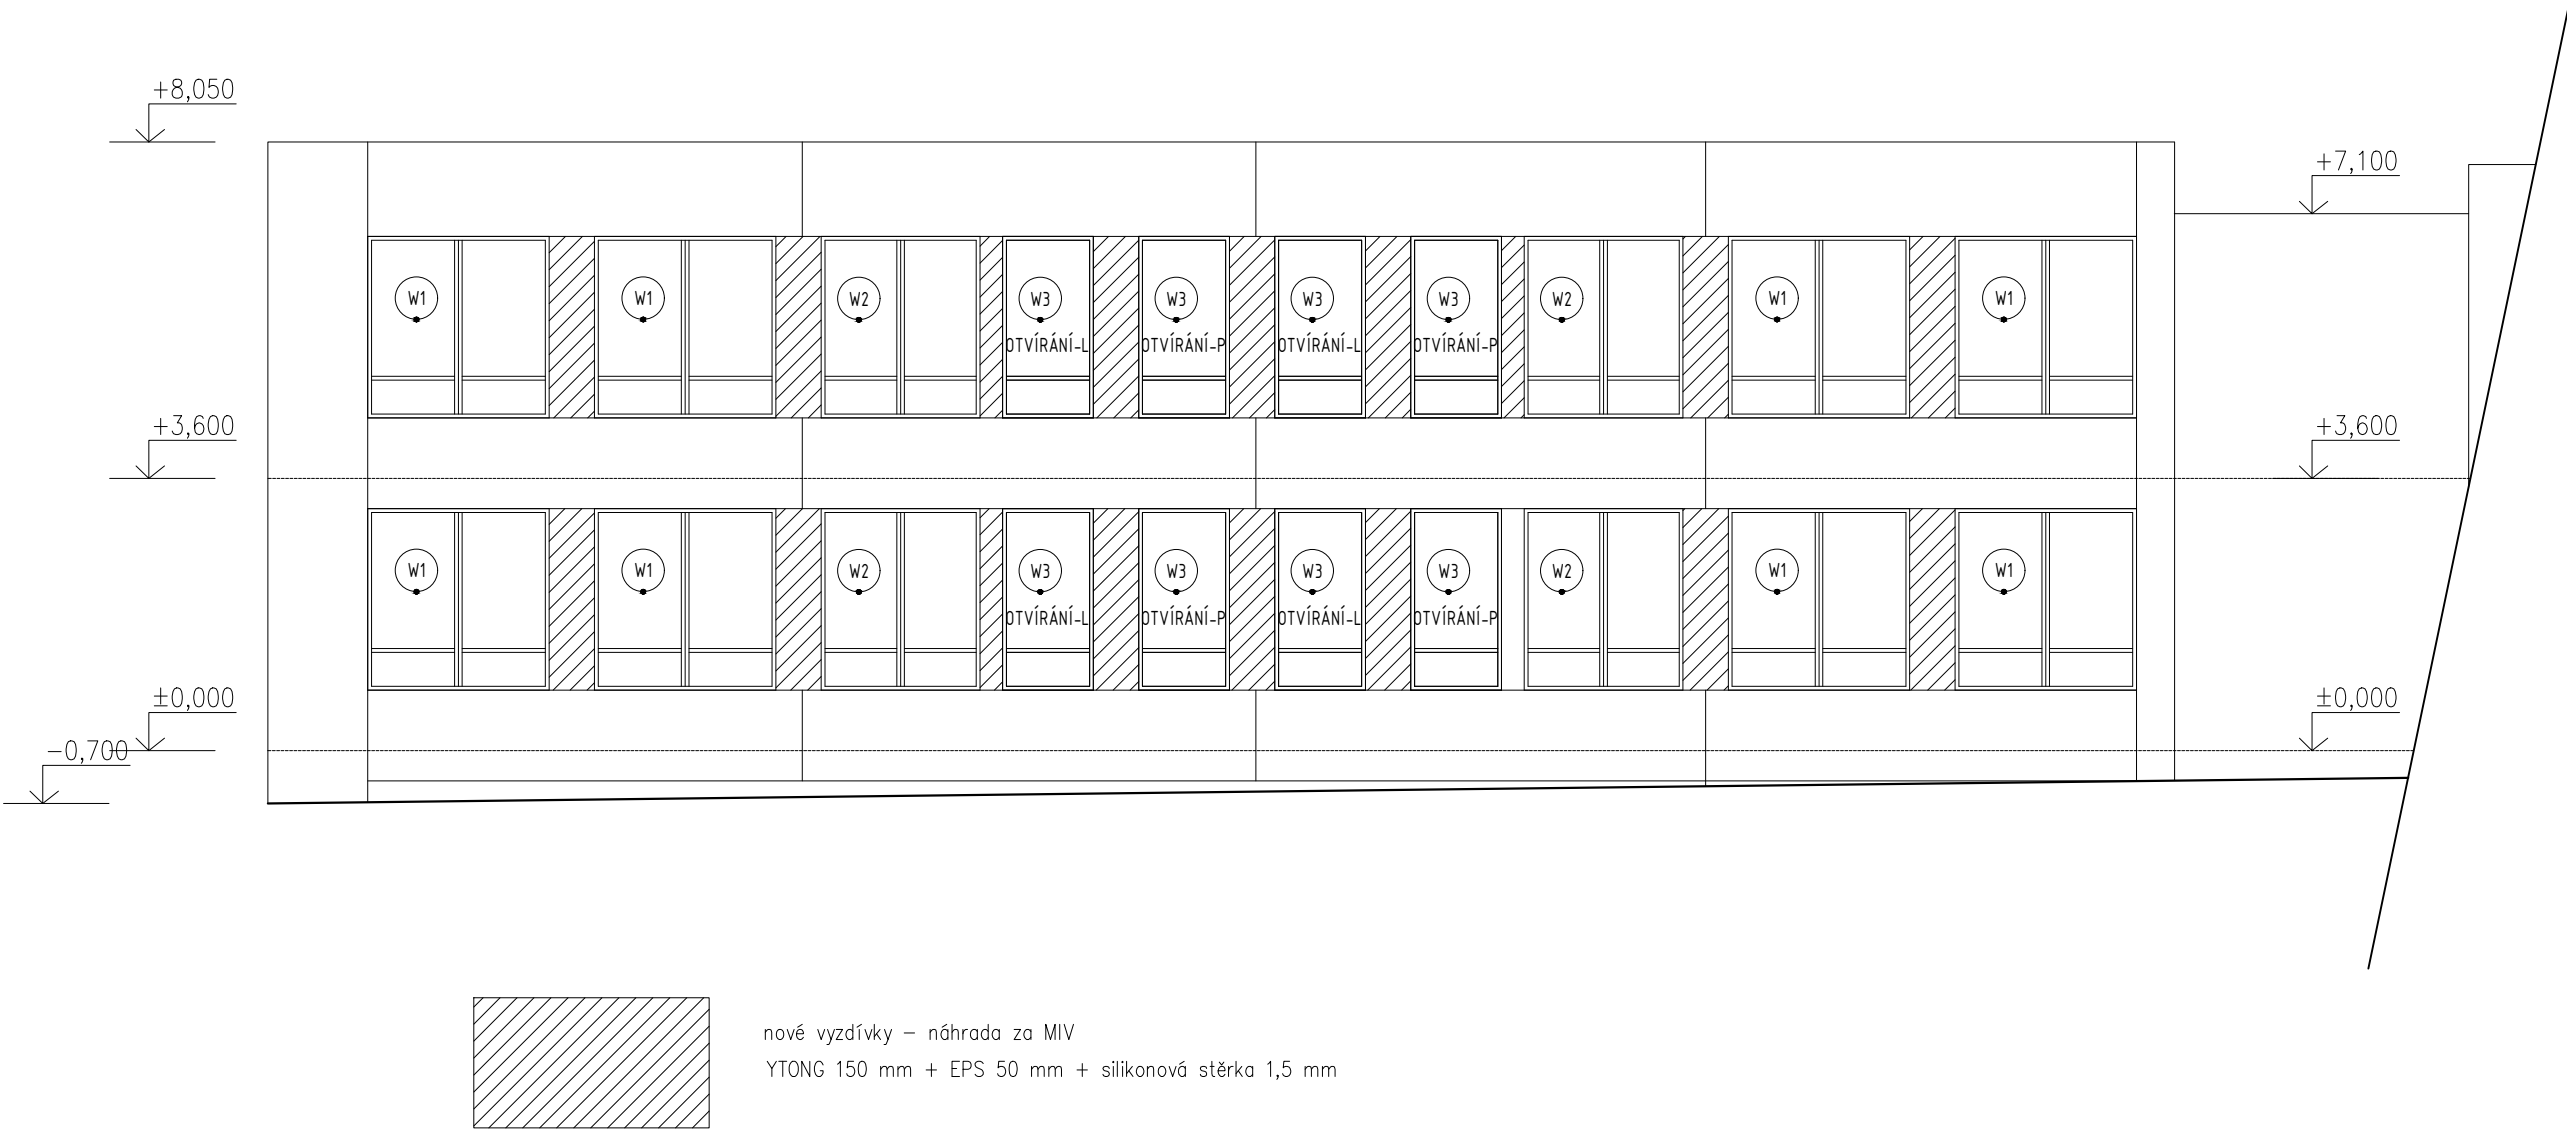 +8,050
+7,100
W1 W1 W2 W3 W3 W3 W3 W2 W1 W1
OTVÍRÁNÍ-L OTVÍRÁNÍ-P OTVÍRÁNÍ-L OTVÍRÁNÍ-P
+3,600 +3,600
W1 W1 W2 W3 W3 W3 W3 W2 W1 W1
OTVÍRÁNÍ-L OTVÍRÁNÍ-P OTVÍRÁNÍ-L OTVÍRÁNÍ-P
±0,000 ±0,000
-0,700
nové vyzdívky – náhrada za MIV
YTONG 150 mm + EPS 50 mm + silikonová stěrka 1,5 mm